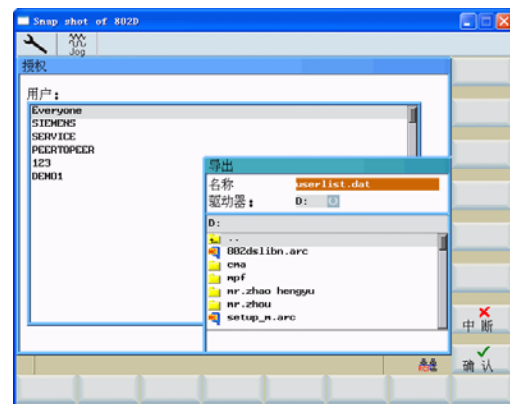 Snap shot of 802D
Jog
授权
用户:
Everyone
SIEMENS
SERVICE
PEERTOPEER
123
DEMO1
导出
名称 userlist.dat
驱动器: D:
D:
..
802dslibn.arc
cma
mpf
mr.zhao hengyu
mr.zhou
setup_m.arc
中断
确认